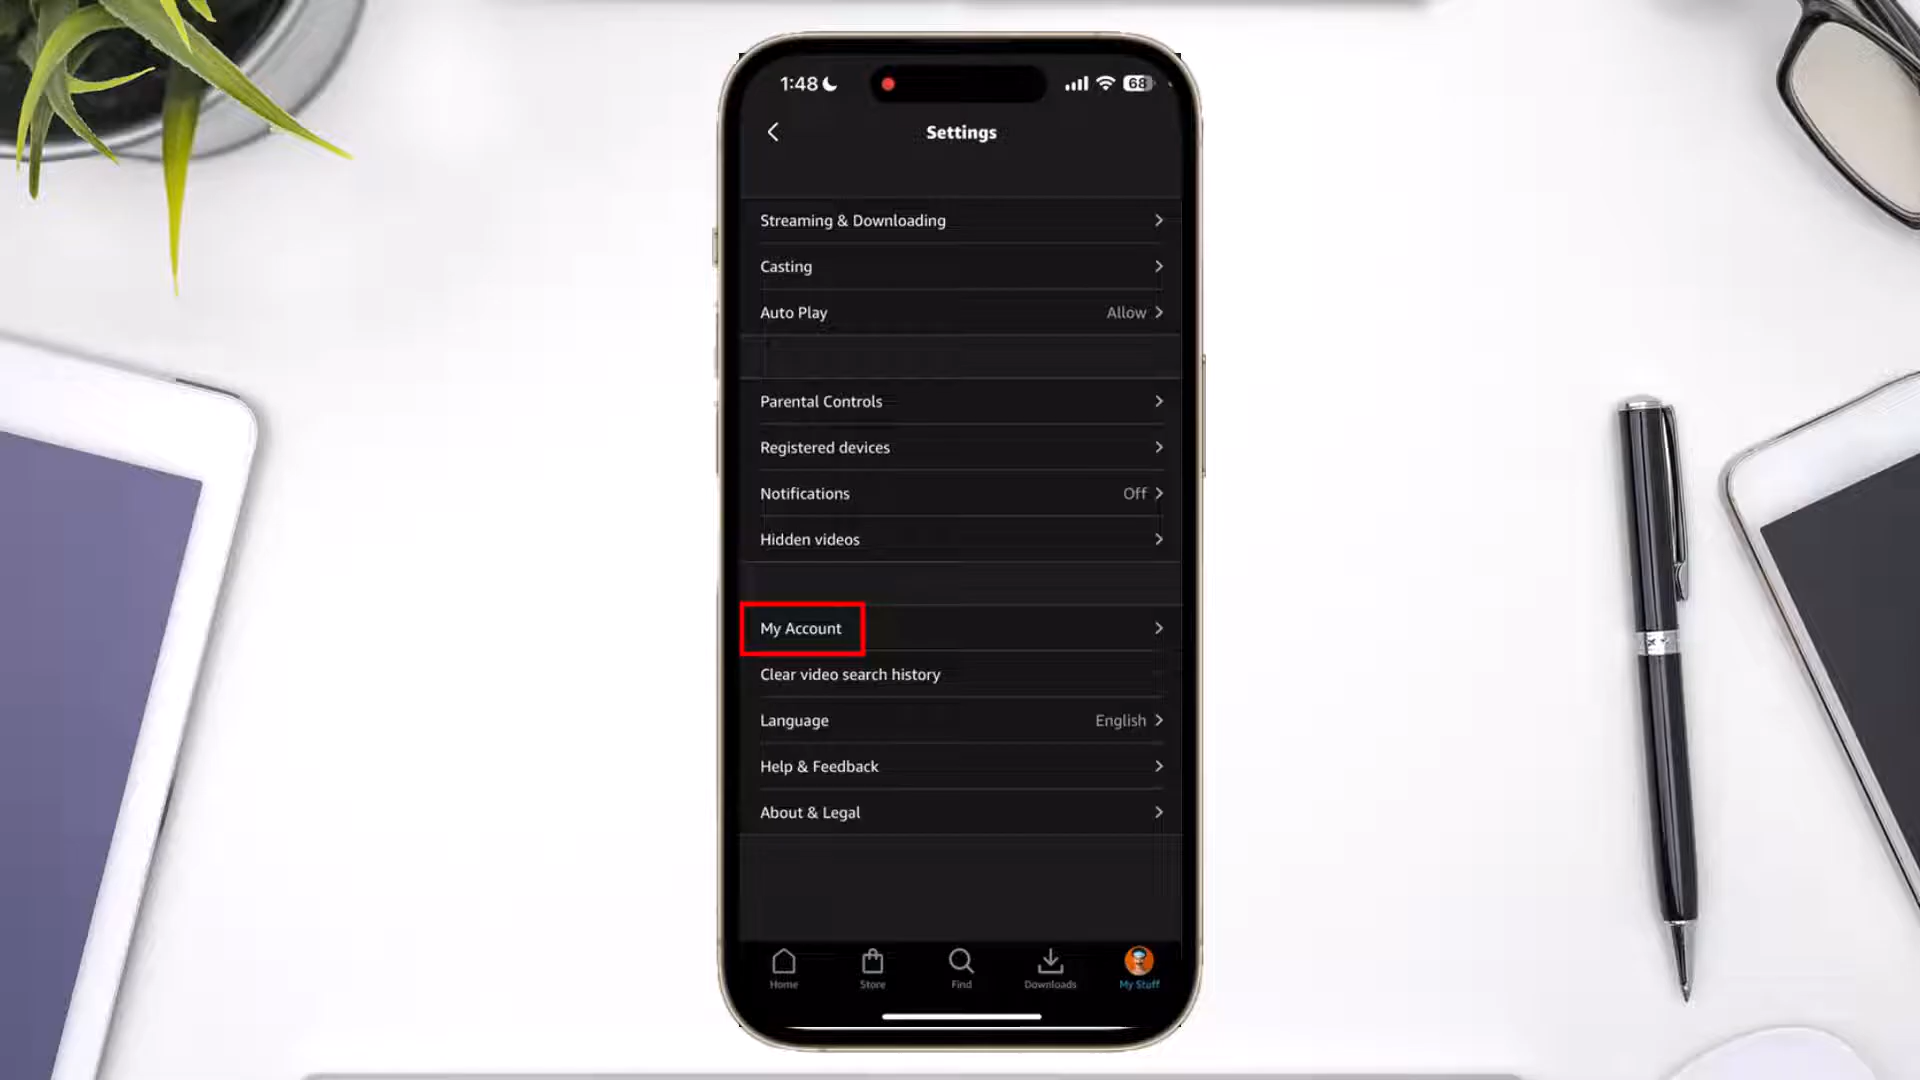 1:48
68
Settings
Streaming & Downloading
Casting
Auto Play Allow
Parental Controls
Registered devices
Notifications Off
Hidden videos
My Account
Clear video search history
Language English
Help & Feedback
About & Legal
Home Store Find Downloads My Stuff